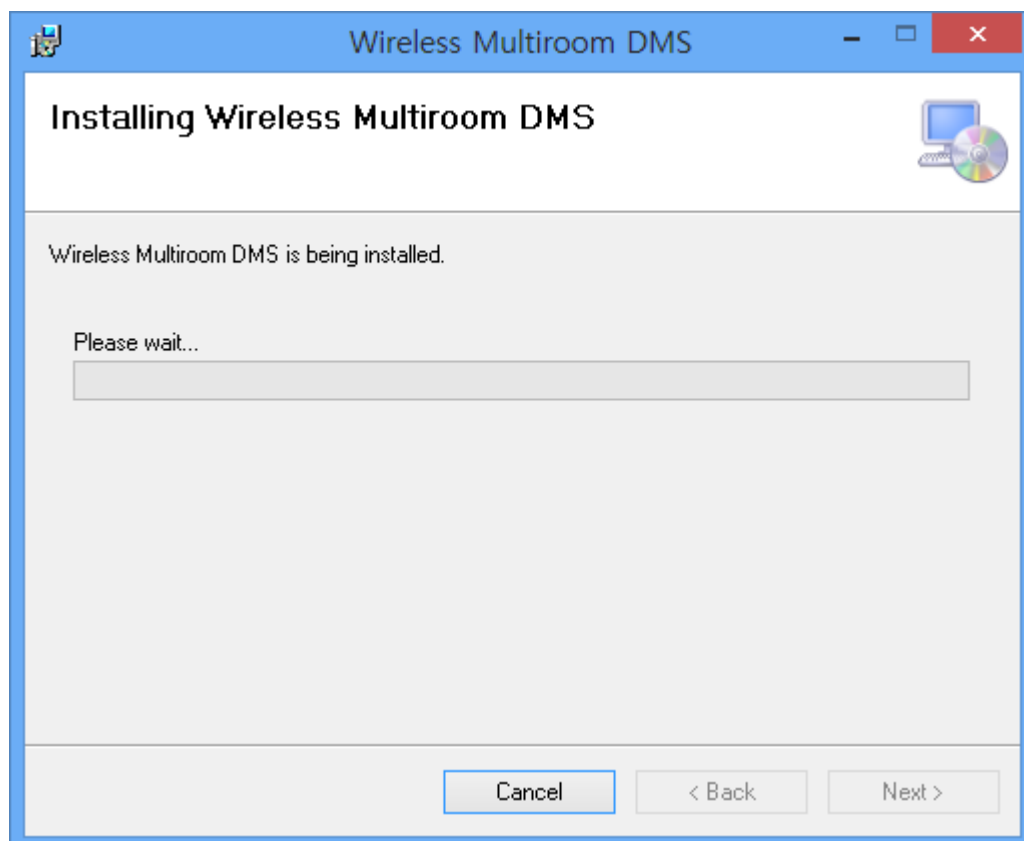 Wireless Multiroom DMS
Installing Wireless Multiroom DMS
Wireless Multiroom DMS is being installed.
Please wait...
Cancel
< Back
Next >